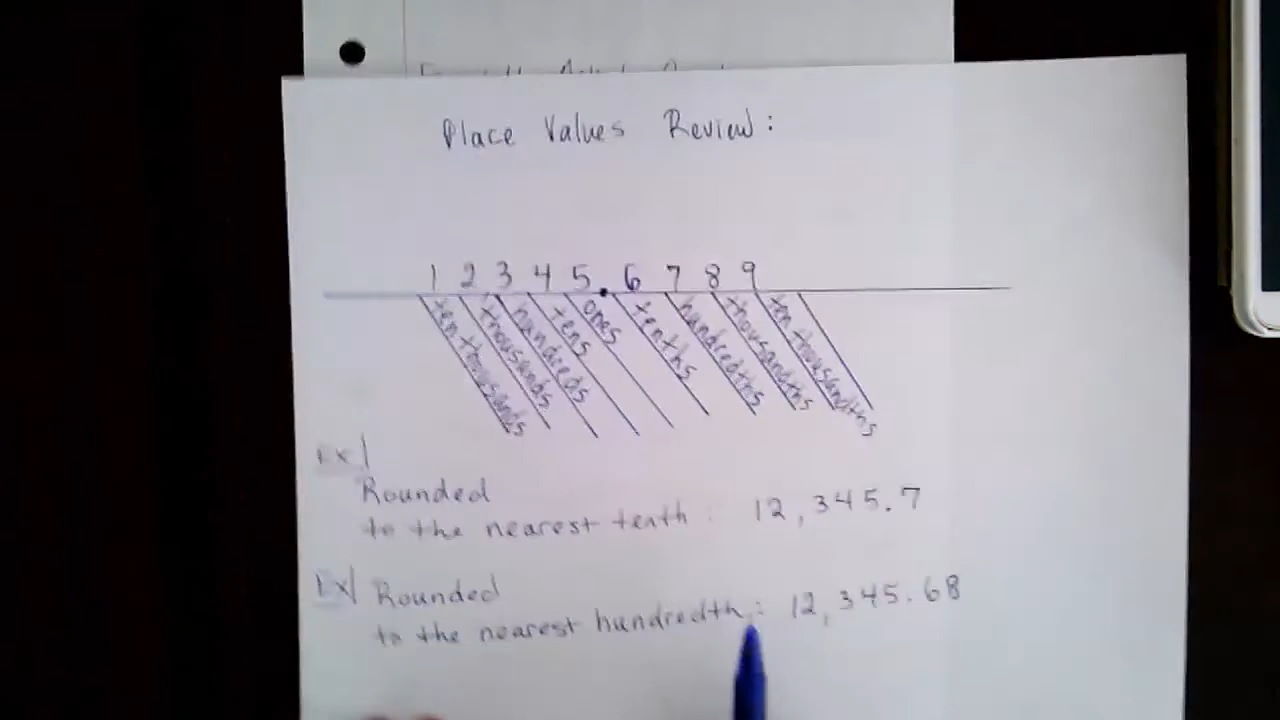 Place Values Review:
1 2 3 4 5 . 6 7 8 9
ten thousands
thousands
hundreds
tens
ones
tenths
hundredths
thousandths
ten thousandths
Ex|
Rounded
to the nearest tenth : 12,345.7
Ex| Rounded
to the nearest hundredth : 12,345.68